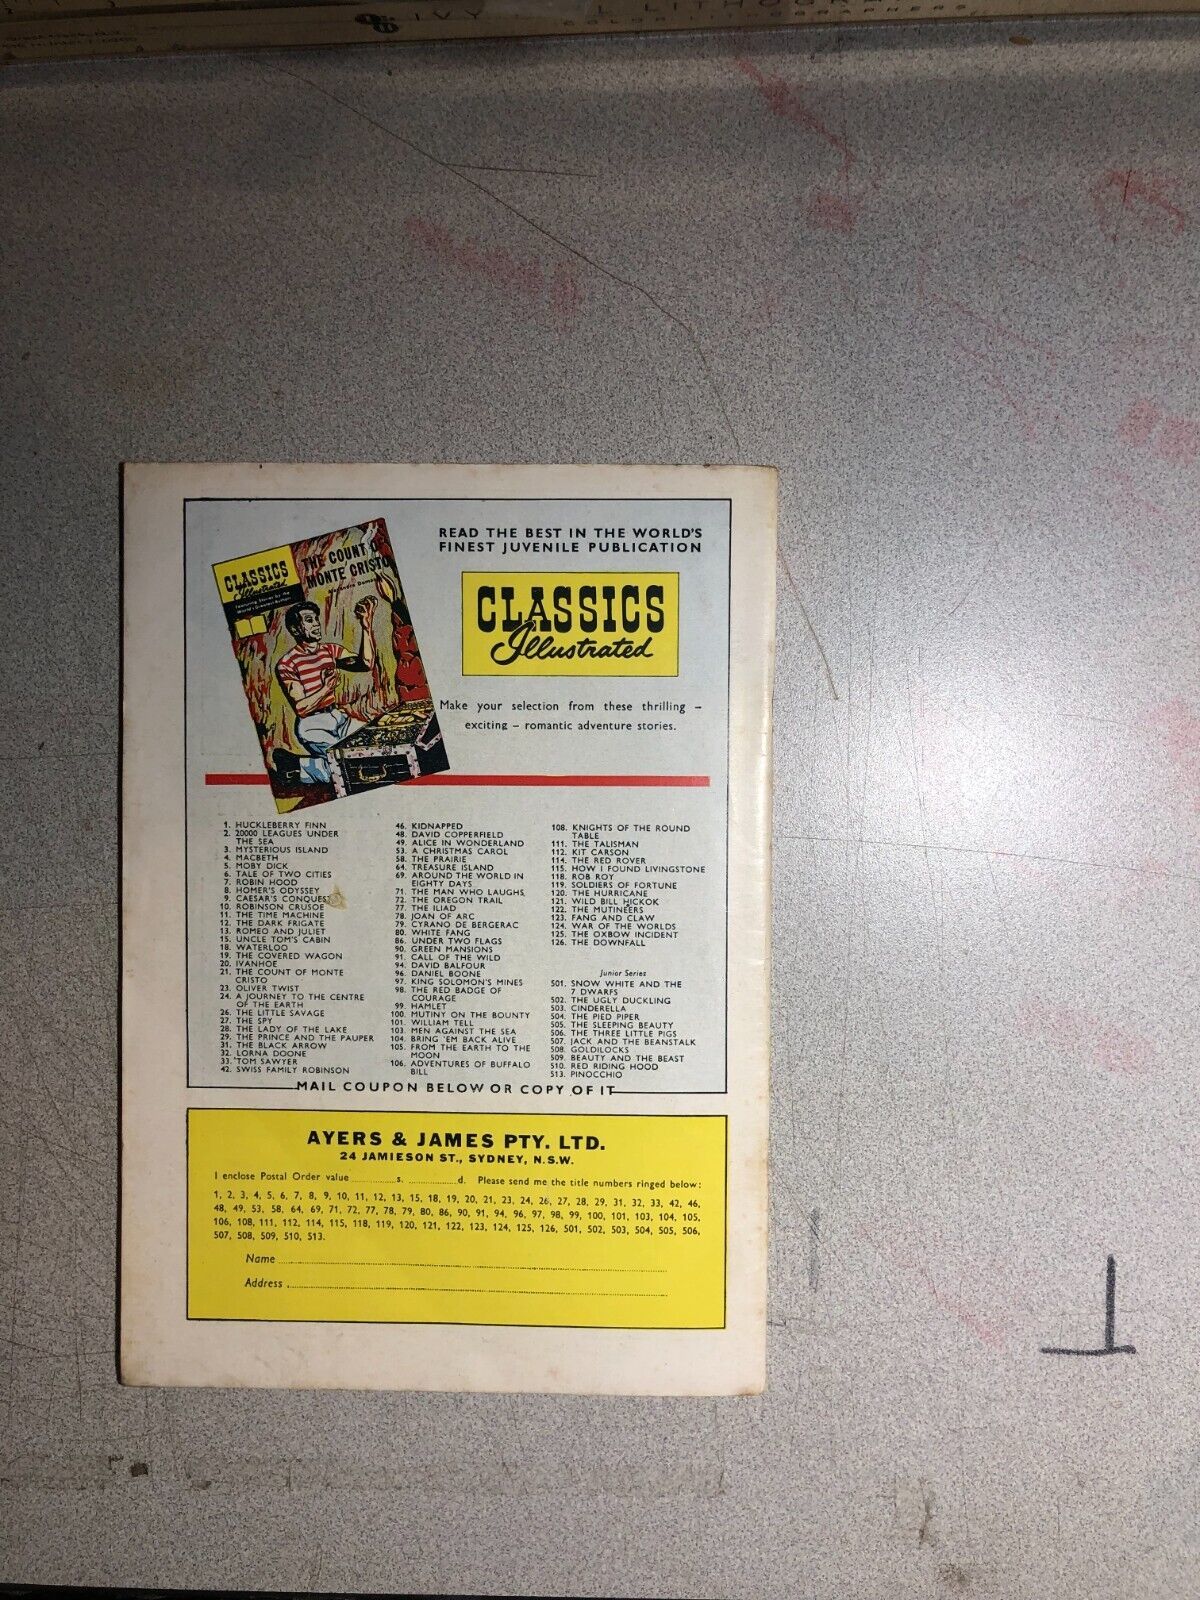 IVY LITHOG
COLOR LITHOGRAPHERS
READ THE BEST IN THE WORLD'S
FINEST JUVENILE PUBLICATION
CLASSICS
Illustrated
Make your selection from these thrilling –
exciting – romantic adventure stories.
CLASSICS
Illustrated
Featuring Stories by the
World's Greatest Authors
THE COUNT OF
MONTE CRISTO
1. HUCKLEBERRY FINN
2. 20000 LEAGUES UNDER
THE SEA
3. MYSTERIOUS ISLAND
4. MACBETH
5. MOBY DICK
6. TALE OF TWO CITIES
7. ROBIN HOOD
8. HOMER'S ODYSSEY
9. CAESAR'S CONQUEST
10. ROBINSON CRUSOE
11. THE TIME MACHINE
12. THE DARK FRIGATE
13. ROMEO AND JULIET
15. UNCLE TOM'S CABIN
18. WATERLOO
19. THE COVERED WAGON
20. IVANHOE
21. THE COUNT OF MONTE
CRISTO
23. OLIVER TWIST
24. A JOURNEY TO THE CENTRE
OF THE EARTH
26. THE LITTLE SAVAGE
27. THE SPY
28. THE LADY OF THE LAKE
29. THE PRINCE AND THE PAUPER
31. THE BLACK ARROW
32. LORNA DOONE
33. TOM SAWYER
42. SWISS FAMILY ROBINSON
46. KIDNAPPED
48. DAVID COPPERFIELD
49. ALICE IN WONDERLAND
53. A CHRISTMAS CAROL
58. THE PRAIRIE
64. TREASURE ISLAND
69. AROUND THE WORLD IN
EIGHTY DAYS
71. THE MAN WHO LAUGHS
72. THE OREGON TRAIL
77. THE ILIAD
78. JOAN OF ARC
79. CYRANO DE BERGERAC
80. WHITE FANG
86. UNDER TWO FLAGS
90. GREEN MANSIONS
91. CALL OF THE WILD
94. DAVID BALFOUR
96. DANIEL BOONE
97. KING SOLOMON'S MINES
98. THE RED BADGE OF
COURAGE
99. HAMLET
100. MUTINY ON THE BOUNTY
101. WILLIAM TELL
103. MEN AGAINST THE SEA
104. BRING 'EM BACK ALIVE
105. FROM THE EARTH TO THE
MOON
106. ADVENTURES OF BUFFALO
BILL
108. KNIGHTS OF THE ROUND
TABLE
111. THE TALISMAN
112. KIT CARSON
114. THE RED ROVER
115. HOW I FOUND LIVINGSTONE
118. ROB ROY
119. SOLDIERS OF FORTUNE
120. THE HURRICANE
121. WILD BILL HICKOK
122. THE MUTINEERS
123. FANG AND CLAW
124. WAR OF THE WORLDS
125. THE OXBOW INCIDENT
126. THE DOWNFALL
Junior Series
501. SNOW WHITE AND THE
7 DWARFS
502. THE UGLY DUCKLING
503. CINDERELLA
504. THE PIED PIPER
505. THE SLEEPING BEAUTY
506. THE THREE LITTLE PIGS
507. JACK AND THE BEANSTALK
508. GOLDILOCKS
509. BEAUTY AND THE BEAST
510. RED RIDING HOOD
513. PINOCCHIO
MAIL COUPON BELOW OR COPY OF IT
AYERS & JAMES PTY. LTD.
24 JAMIESON ST., SYDNEY, N.S.W.
I enclose Postal Order value ............s. ............d. Please send me the title numbers ringed below:
1, 2, 3, 4, 5, 6, 7, 8, 9, 10, 11, 12, 13, 15, 18, 19, 20, 21, 23, 24, 26, 27, 28, 29, 31, 32, 33, 42, 46,
48, 49, 53, 58, 64, 69, 71, 72, 77, 78, 79, 80, 86, 90, 91, 94, 96, 97, 98, 99, 100, 101, 103, 104, 105,
106, 108, 111, 112, 114, 115, 118, 119, 120, 121, 122, 123, 124, 125, 126, 501, 502, 503, 504, 505, 506,
507, 508, 509, 510, 513.
Name
Address